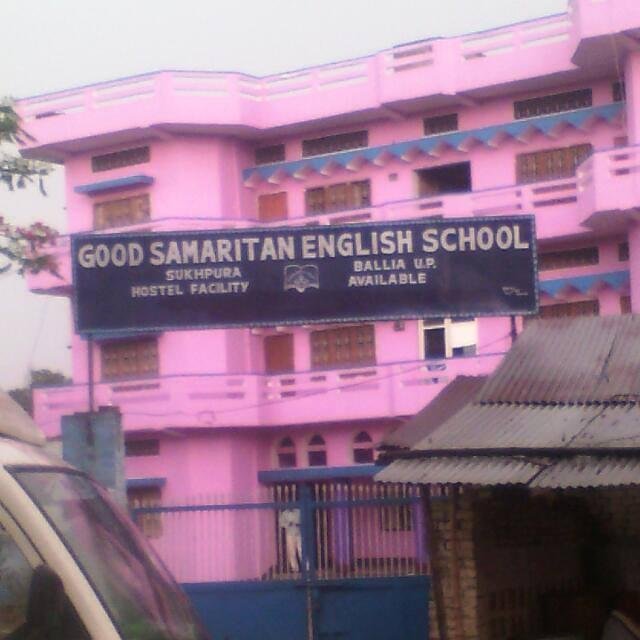 GOOD SAMARITAN ENGLISH SCHOOL
SUKHPURA BALLIA U.P.
HOSTEL FACILITY AVAILABLE